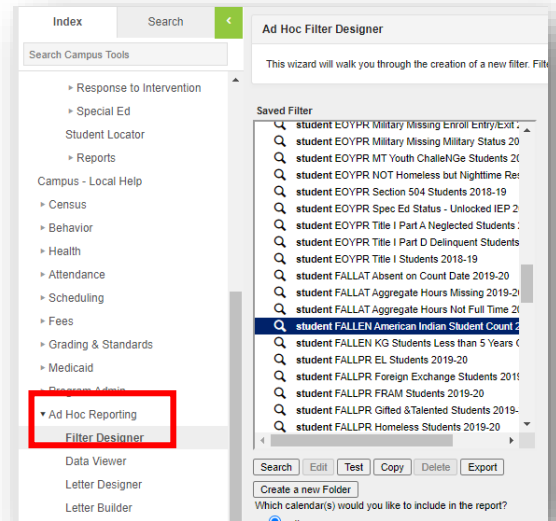 Index
Search
Search Campus Tools
Response to Intervention
Special Ed
Student Locator
Reports
Campus - Local Help
Census
Behavior
Health
Attendance
Scheduling
Fees
Grading & Standards
Medicaid
Program Admin
Ad Hoc Reporting
Filter Designer
Data Viewer
Letter Designer
Letter Builder
Ad Hoc Filter Designer
This wizard will walk you through the creation of a new filter.
Saved Filter
student EOYPR Military Missing Enroll Entry/Exit
student EOYPR Military Missing Military Status 20
student EOYPR MT Youth ChalleNGe Students 20
student EOYPR NOT Homeless but Nighttime Res
student EOYPR Section 504 Students 2018-19
student EOYPR Spec Ed Status - Unlocked IEP 2
student EOYPR Title I Part A Neglected Students
student EOYPR Title I Part D Delinquent Students
student EOYPR Title I Students 2018-19
student FALLAT Absent on Count Date 2019-20
student FALLAT Aggregate Hours Missing 2019-2
student FALLAT Aggregate Hours Not Full Time 20
student FALLEN American Indian Student Count 2
student FALLEN KG Students Less than 5 Years
student FALLPR EL Students 2019-20
student FALLPR Foreign Exchange Students 201
student FALLPR FRAM Students 2019-20
student FALLPR Gifted &Talented Students 2019-
student FALLPR Homeless Students 2019-20
Search Edit Test Copy Delete Export
Create a new Folder
Which calendar(s) would you like to include in the report?